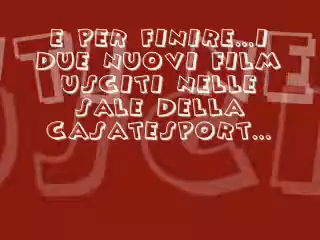 E PER FINIRE...I
DUE NUOVI FILM
USCITI NELLE
SALE DELLA
CASATESPORT...